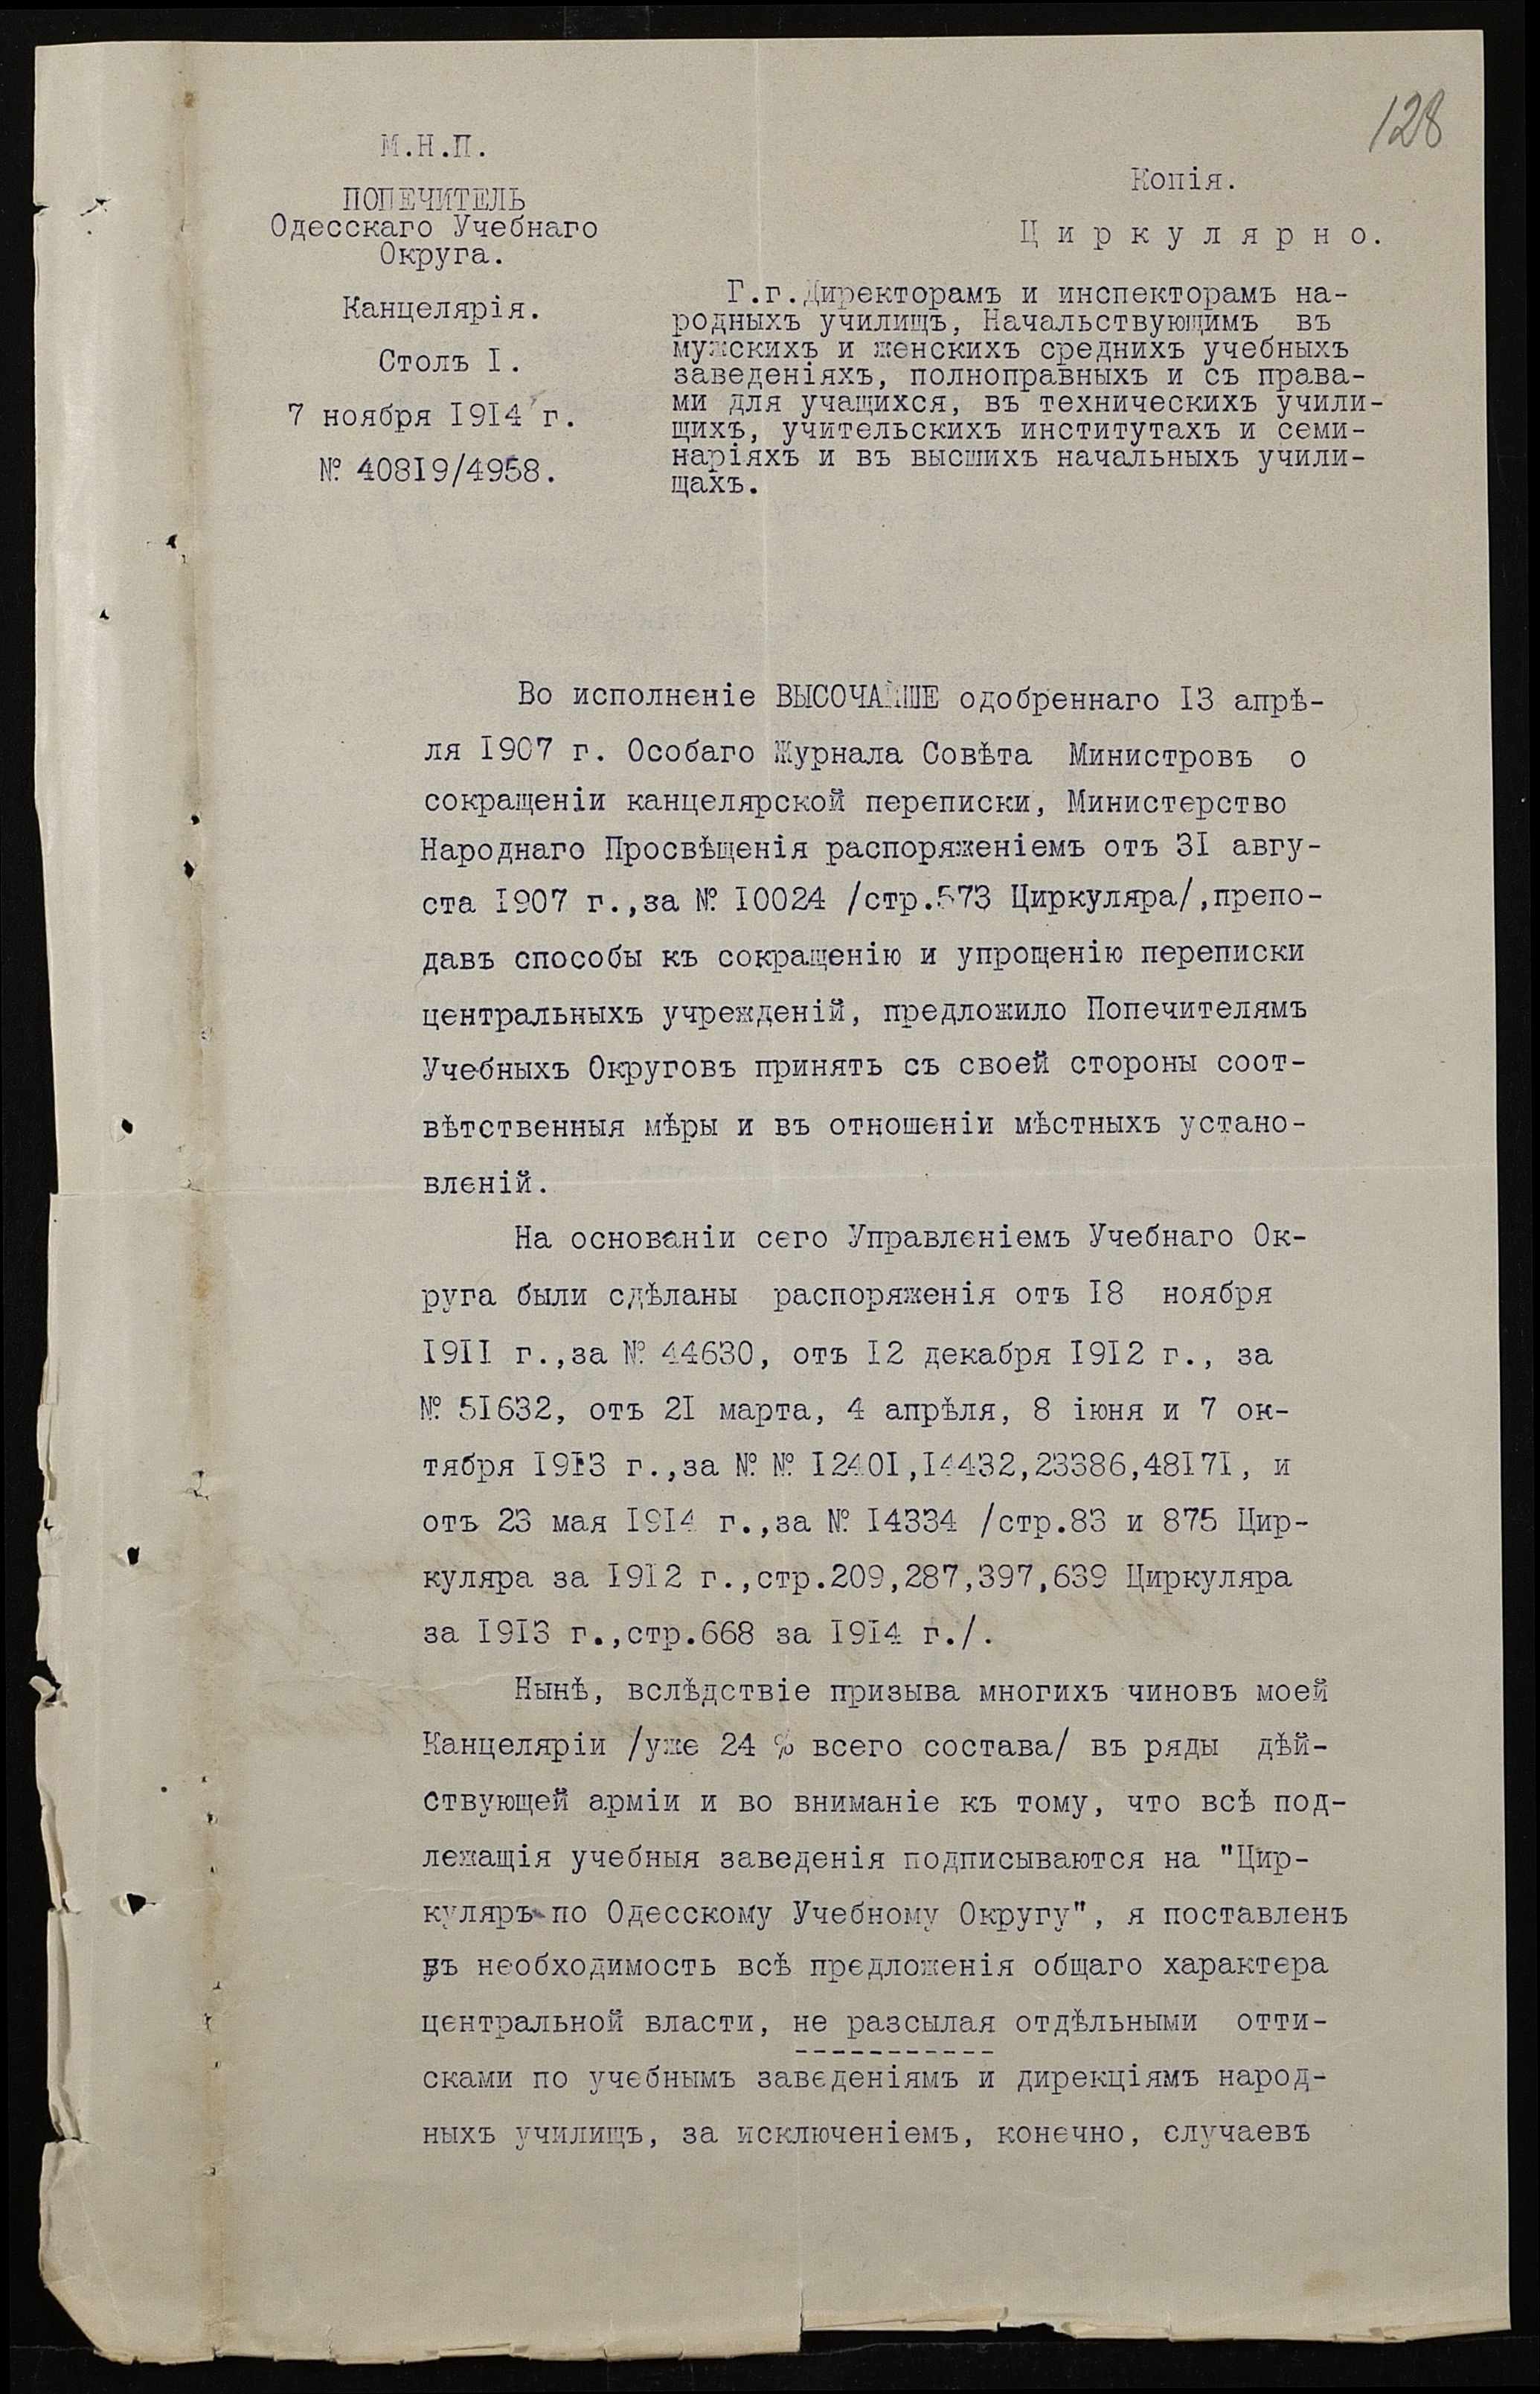 128
М.Н.П.
ПОПЕЧИТЕЛЬ
Одесскаго Учебнаго
Округа.
Канцелярія.
Столъ I.
7 ноября 1914 г.
№ 40819/4958.
Копія.
Циркулярно.
Г.г.Директорамъ и инспекторамъ на-
родныхъ училищъ, Начальствующимъ въ
мужскихъ и женскихъ среднихъ учебныхъ
заведеніяхъ, полноправныхъ и съ права-
ми для учащихся, въ техническихъ учили-
щихъ, учительскихъ институтахъ и семи-
наріяхъ и въ высшихъ начальныхъ учили-
щахъ.
Во исполненіе ВЫСОЧАЙШЕ одобреннаго 13 апрѣ-
ля 1907 г. Особаго Журнала Совѣта Министровъ о
сокращеніи канцелярской переписки, Министерство
Народнаго Просвѣщенія распоряженіемъ отъ 31 авгу-
ста 1907 г.,за № 10024 /стр.573 Циркуляра/,препо-
давъ способы къ сокращенію и упрощенію переписки
центральныхъ учрежденій, предложило Попечителямъ
Учебныхъ Округовъ принять съ своей стороны соот-
вѣтственныя мѣры и въ отношеніи мѣстныхъ устано-
вленій.
На основаніи сего Управленіемъ Учебнаго Ок-
руга были сдѣланы распоряженія отъ 18 ноября
1911 г.,за № 44630, отъ 12 декабря 1912 г., за
№ 51632, отъ 21 марта, 4 апрѣля, 8 іюня и 7 ок-
тября 1913 г.,за № № 12401,14432,23386,48171, и
отъ 23 мая 1914 г.,за № 14334 /стр.83 и 875 Цир-
куляра за 1912 г.,стр.209,287,397,639 Циркуляра
за 1913 г.,стр.668 за 1914 г./.
Нынѣ, вслѣдствіе призыва многихъ чиновъ моей
Канцеляріи /уже 24 % всего состава/ въ ряды дѣй-
ствующей арміи и во вниманіе къ тому, что всѣ под-
лежащія учебныя заведенія подписываются на "Цир-
куляръ по Одесскому Учебному Округу", я поставленъ
въ необходимость всѣ предложенія общаго характера
центральной власти, не разсылая отдѣльными отти-
сками по учебнымъ заведеніямъ и дирекціямъ народ-
ныхъ училищъ, за исключеніемъ, конечно, случаевъ